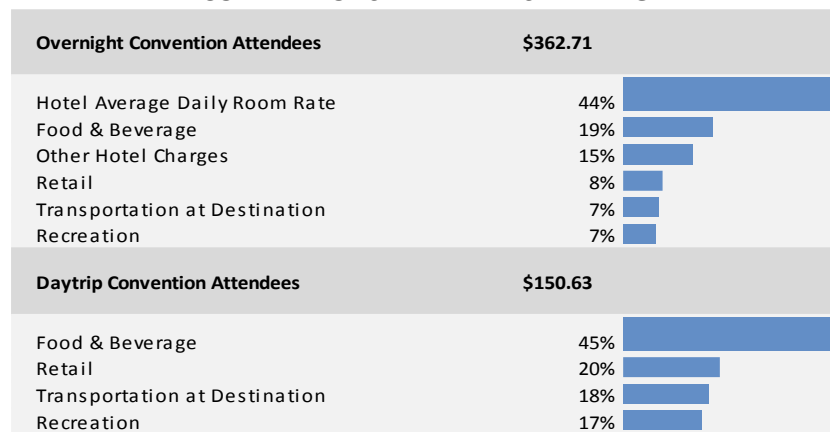 Overnight Convention Attendees $362.71
Hotel Average Daily Room Rate 44%
Food & Beverage 19%
Other Hotel Charges 15%
Retail 8%
Transportation at Destination 7%
Recreation 7%
Daytrip Convention Attendees $150.63
Food & Beverage 45%
Retail 20%
Transportation at Destination 18%
Recreation 17%